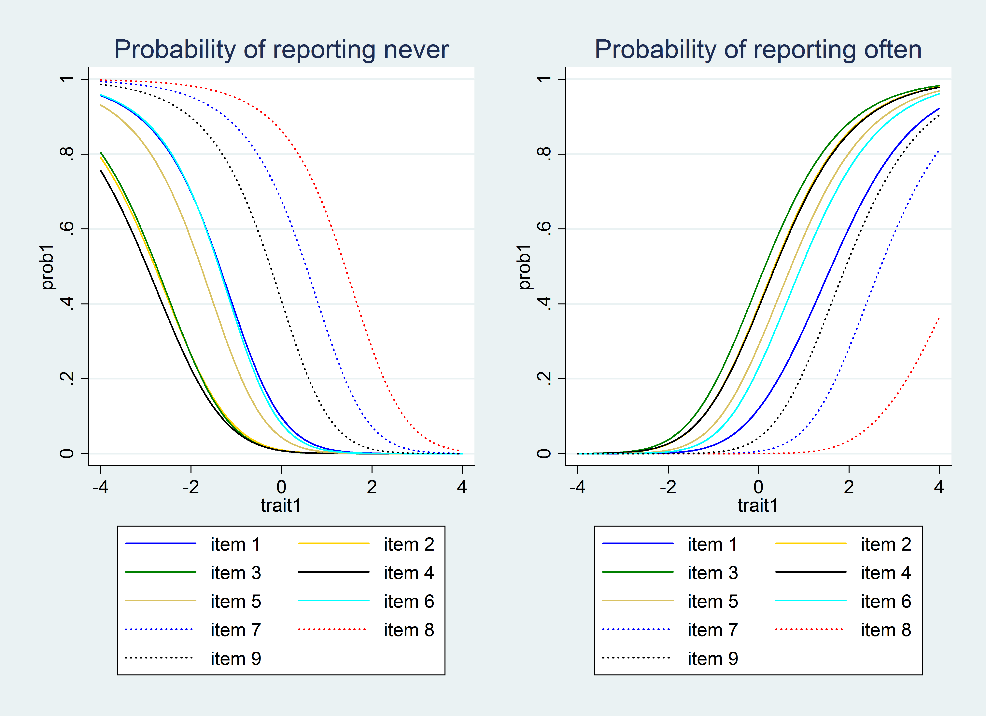 Probability of reporting never
1
.8
.6
.4
.2
0
prob1
-4 -2 0 2 4
trait1
item 1 item 2
item 3 item 4
item 5 item 6
item 7 item 8
item 9
Probability of reporting often
1
.8
.6
.4
.2
0
prob1
-4 -2 0 2 4
trait1
item 1 item 2
item 3 item 4
item 5 item 6
item 7 item 8
item 9